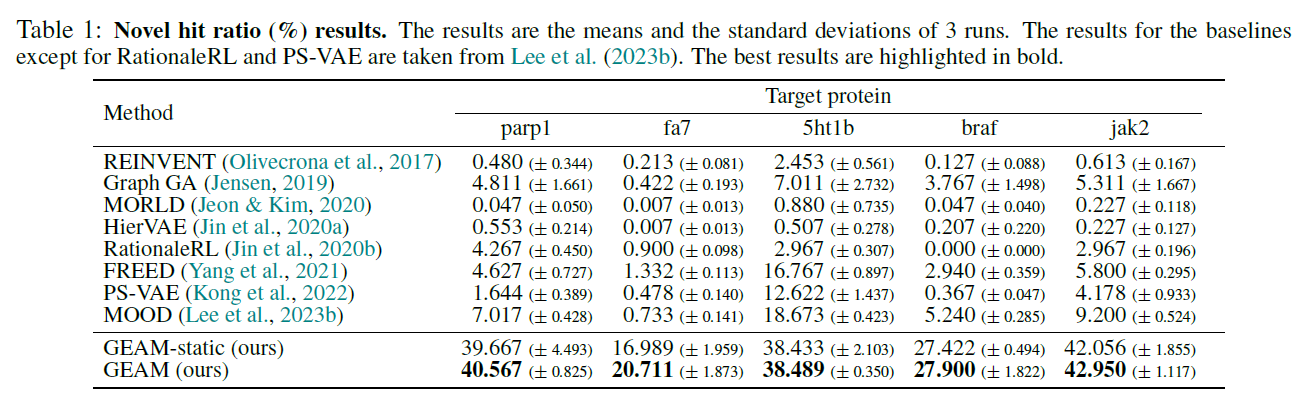 Table 1: Novel hit ratio (%) results. The results are the means and the standard deviations of 3 runs. The results for the baselines
except for RationaleRL and PS-VAE are taken from Lee et al. (2023b). The best results are highlighted in bold.
Method Target protein
parp1 fa7 5ht1b braf jak2
REINVENT (Olivecrona et al., 2017) 0.480 (± 0.344) 0.213 (± 0.081) 2.453 (± 0.561) 0.127 (± 0.088) 0.613 (± 0.167)
Graph GA (Jensen, 2019) 4.811 (± 1.661) 0.422 (± 0.193) 7.011 (± 2.732) 3.767 (± 1.498) 5.311 (± 1.667)
MORLD (Jeon & Kim, 2020) 0.047 (± 0.050) 0.007 (± 0.013) 0.880 (± 0.735) 0.047 (± 0.040) 0.227 (± 0.118)
HierVAE (Jin et al., 2020a) 0.553 (± 0.214) 0.007 (± 0.013) 0.507 (± 0.278) 0.207 (± 0.220) 0.227 (± 0.127)
RationaleRL (Jin et al., 2020b) 4.267 (± 0.450) 0.900 (± 0.098) 2.967 (± 0.307) 0.000 (± 0.000) 2.967 (± 0.196)
FREED (Yang et al., 2021) 4.627 (± 0.727) 1.332 (± 0.113) 16.767 (± 0.897) 2.940 (± 0.359) 5.800 (± 0.295)
PS-VAE (Kong et al., 2022) 1.644 (± 0.389) 0.478 (± 0.140) 12.622 (± 1.437) 0.367 (± 0.047) 4.178 (± 0.933)
MOOD (Lee et al., 2023b) 7.017 (± 0.428) 0.733 (± 0.141) 18.673 (± 0.423) 5.240 (± 0.285) 9.200 (± 0.524)
GEAM-static (ours) 39.667 (± 4.493) 16.989 (± 1.959) 38.433 (± 2.103) 27.422 (± 0.494) 42.056 (± 1.855)
GEAM (ours) 40.567 (± 0.825) 20.711 (± 1.873) 38.489 (± 0.350) 27.900 (± 1.822) 42.950 (± 1.117)